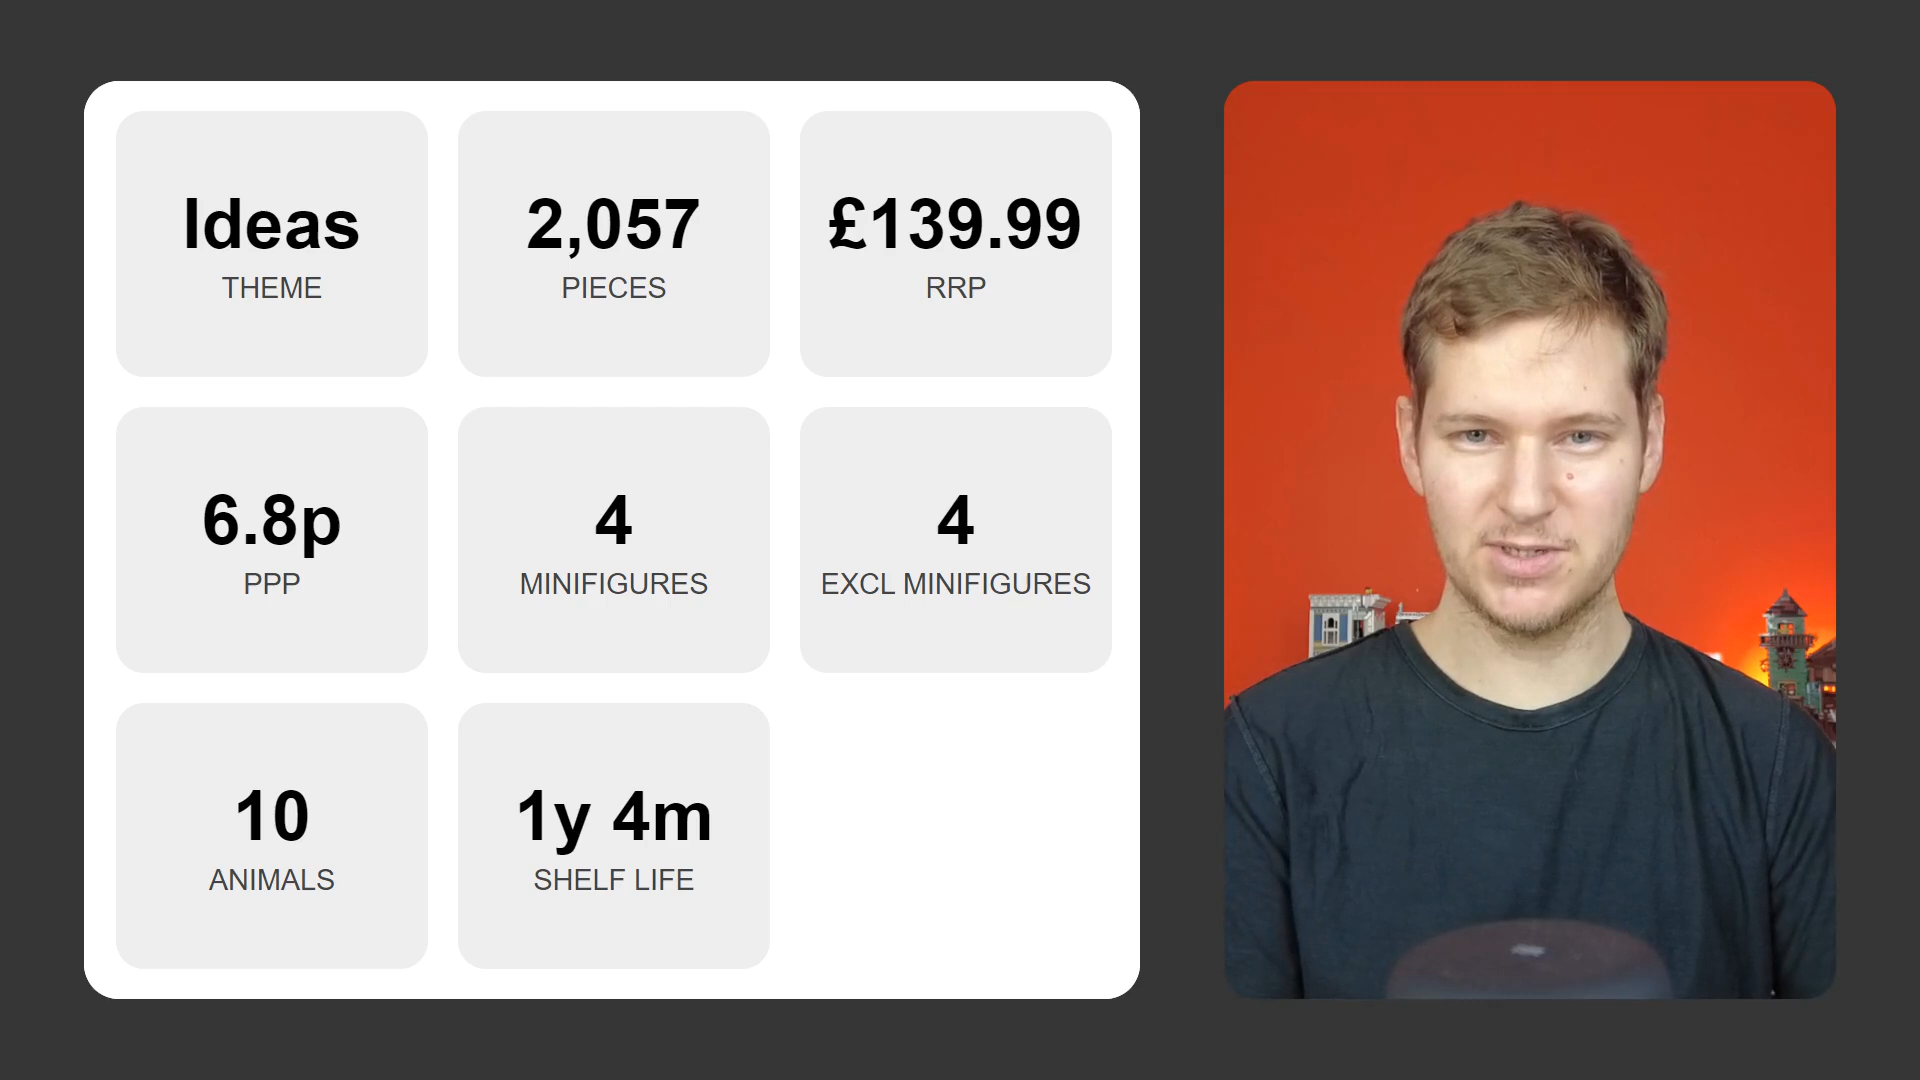 Ideas
THEME
2,057
PIECES
£139.99
RRP
6.8p
PPP
4
MINIFIGURES
4
EXCL MINIFIGURES
10
ANIMALS
1y 4m
SHELF LIFE